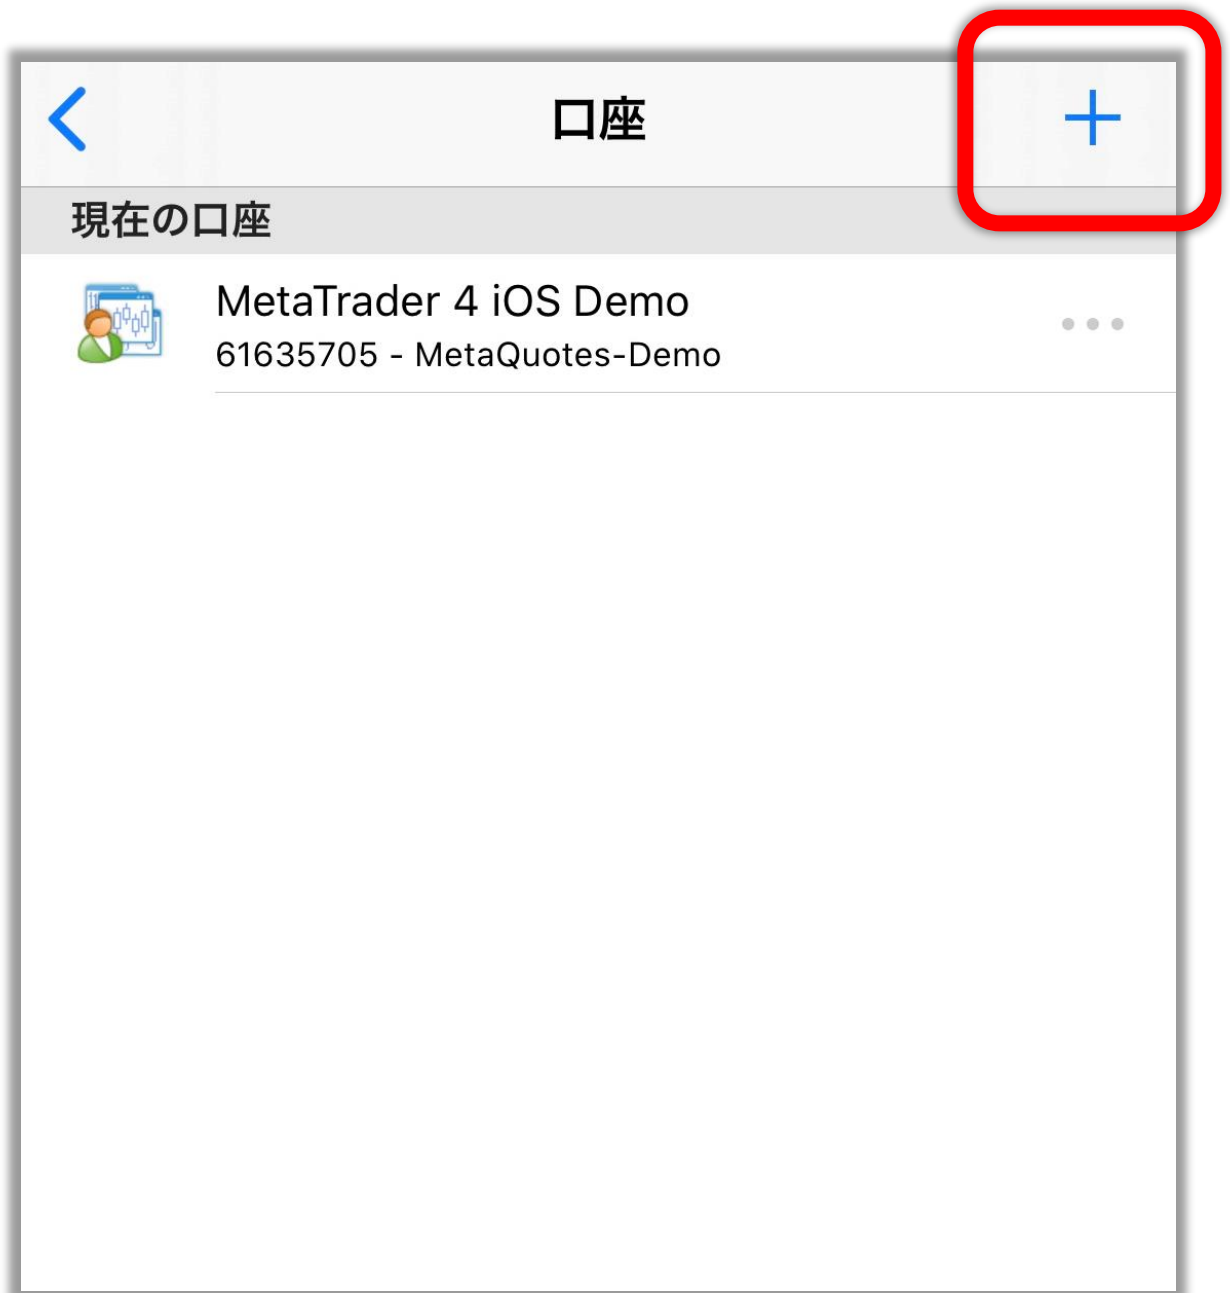 口座
現在の口座
MetaTrader 4 iOS Demo
61635705 - MetaQuotes-Demo